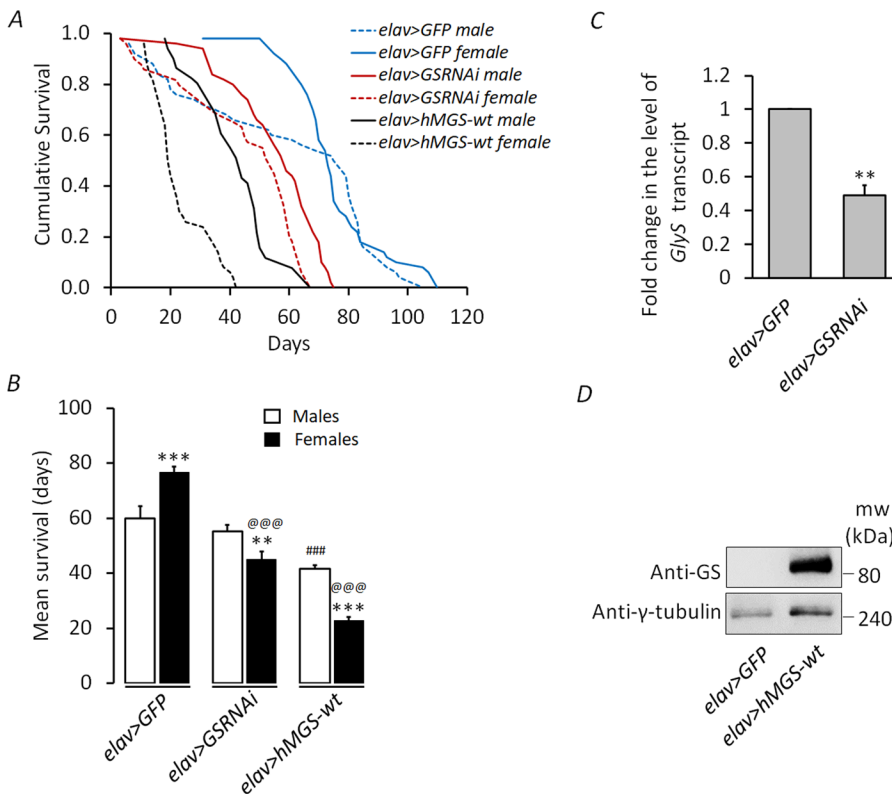 A
Cumulative Survival
1.0
0.8
0.6
0.4
0.2
0.0
0 20 40 60 80 100 120
Days
elav>GFP male
elav>GFP female
elav>GSRNAi male
elav>GSRNAi female
elav>hMGS-wt male
elav>hMGS-wt female
B
Mean survival (days)
100
80
60
40
20
0
Males
Females
***
@@@
**
###
@@@
***
elav>GFP
elav>GSRNAi
elav>hMGS-wt
C
Fold change in the level of
GlyS transcript
1.2
1
0.8
0.6
0.4
0.2
0
**
elav>GFP
elav>GSRNAi
D
mw
(kDa)
Anti-GS
80
Anti-γ-tubulin
240
elav>GFP
elav>hMGS-wt